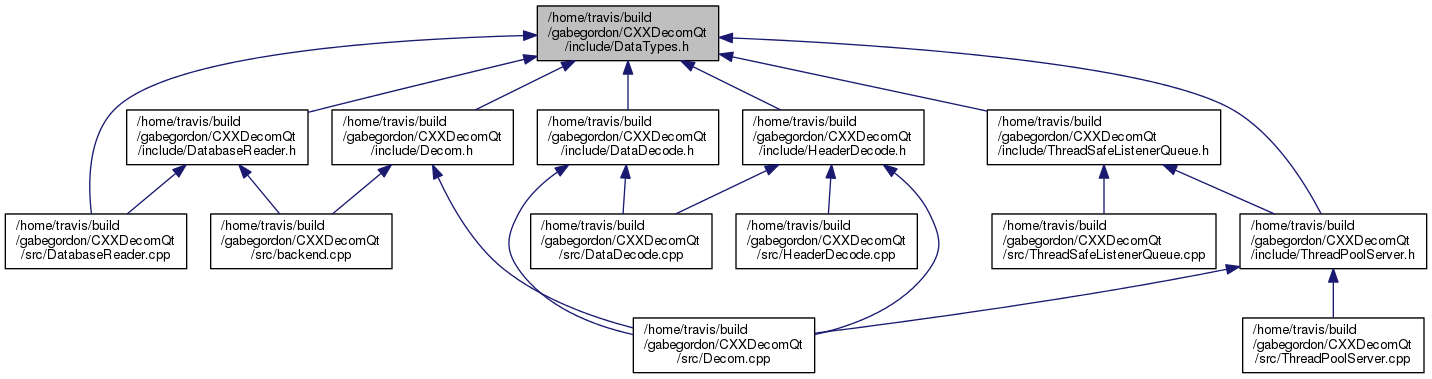 /home/travis/build
/gabegordon/CXXDecomQt
/include/DataTypes.h
/home/travis/build
/gabegordon/CXXDecomQt
/include/DatabaseReader.h
/home/travis/build
/gabegordon/CXXDecomQt
/include/Decom.h
/home/travis/build
/gabegordon/CXXDecomQt
/include/DataDecode.h
/home/travis/build
/gabegordon/CXXDecomQt
/include/HeaderDecode.h
/home/travis/build
/gabegordon/CXXDecomQt
/include/ThreadSafeListenerQueue.h
/home/travis/build
/gabegordon/CXXDecomQt
/src/DatabaseReader.cpp
/home/travis/build
/gabegordon/CXXDecomQt
/src/backend.cpp
/home/travis/build
/gabegordon/CXXDecomQt
/src/DataDecode.cpp
/home/travis/build
/gabegordon/CXXDecomQt
/src/HeaderDecode.cpp
/home/travis/build
/gabegordon/CXXDecomQt
/src/ThreadSafeListenerQueue.cpp
/home/travis/build
/gabegordon/CXXDecomQt
/include/ThreadPoolServer.h
/home/travis/build
/gabegordon/CXXDecomQt
/src/Decom.cpp
/home/travis/build
/gabegordon/CXXDecomQt
/src/ThreadPoolServer.cpp